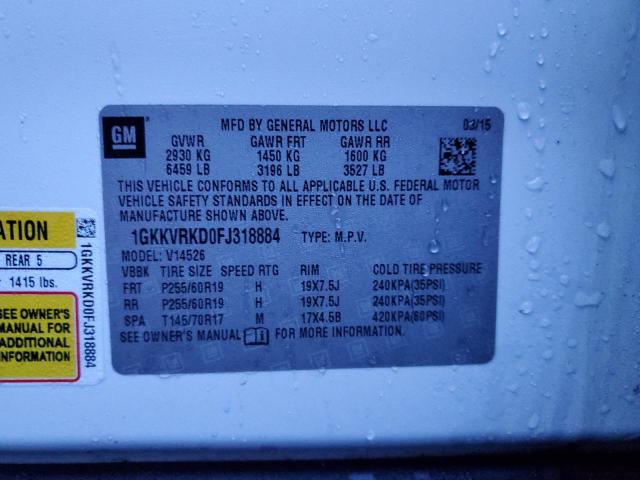 GM
MFD BY GENERAL MOTORS LLC 03/15
GVWR GAWR FRT GAWR RR
2930 KG 1450 KG 1600 KG
6459 LB 3196 LB 3527 LB
THIS VEHICLE CONFORMS TO ALL APPLICABLE U.S. FEDERAL MOTOR
VEHICLE SAFETY STANDARDS IN EFFECT ON THE DATE OF
MANUFACTURE SHOWN ABOVE.
1GKKVRKD0FJ318884 TYPE: M.P.V.
MODEL: V14526
VBBK TIRE SIZE SPEED RTG RIM COLD TIRE PRESSURE
FRT P255/60R19 H 19X7.5J 240KPA(35PSI)
RR P255/60R19 H 19X7.5J 240KPA(35PSI)
SPA T145/70R17 M 17X4.5B 420KPA(60PSI)
SEE OWNER'S MANUAL FOR MORE INFORMATION.
ATION
REAR 5
1415 lbs.
SEE OWNER'S
MANUAL FOR
ADDITIONAL
INFORMATION
1GKKVRKD0FJ318884